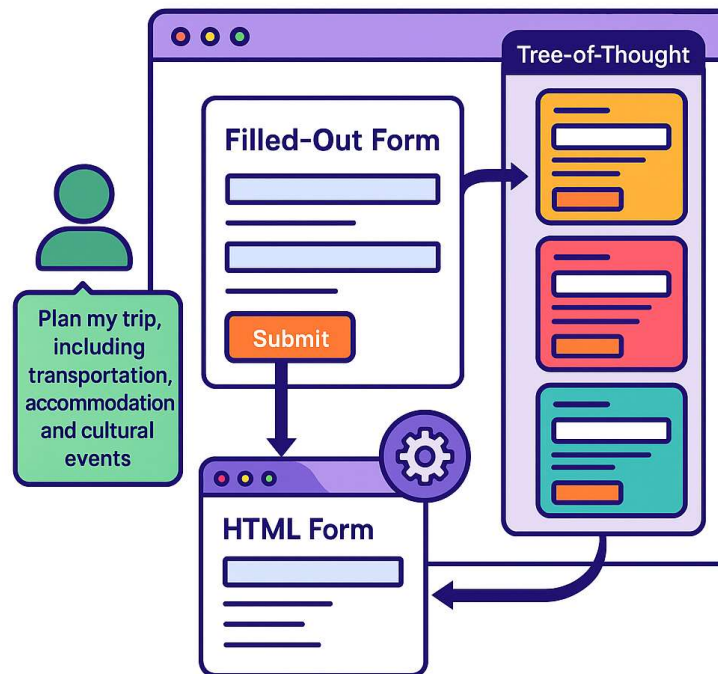 Tree-of-Thought
Filled-Out Form
Submit
Plan my trip,
including
transportation,
accommodation
and cultural
events
HTML Form